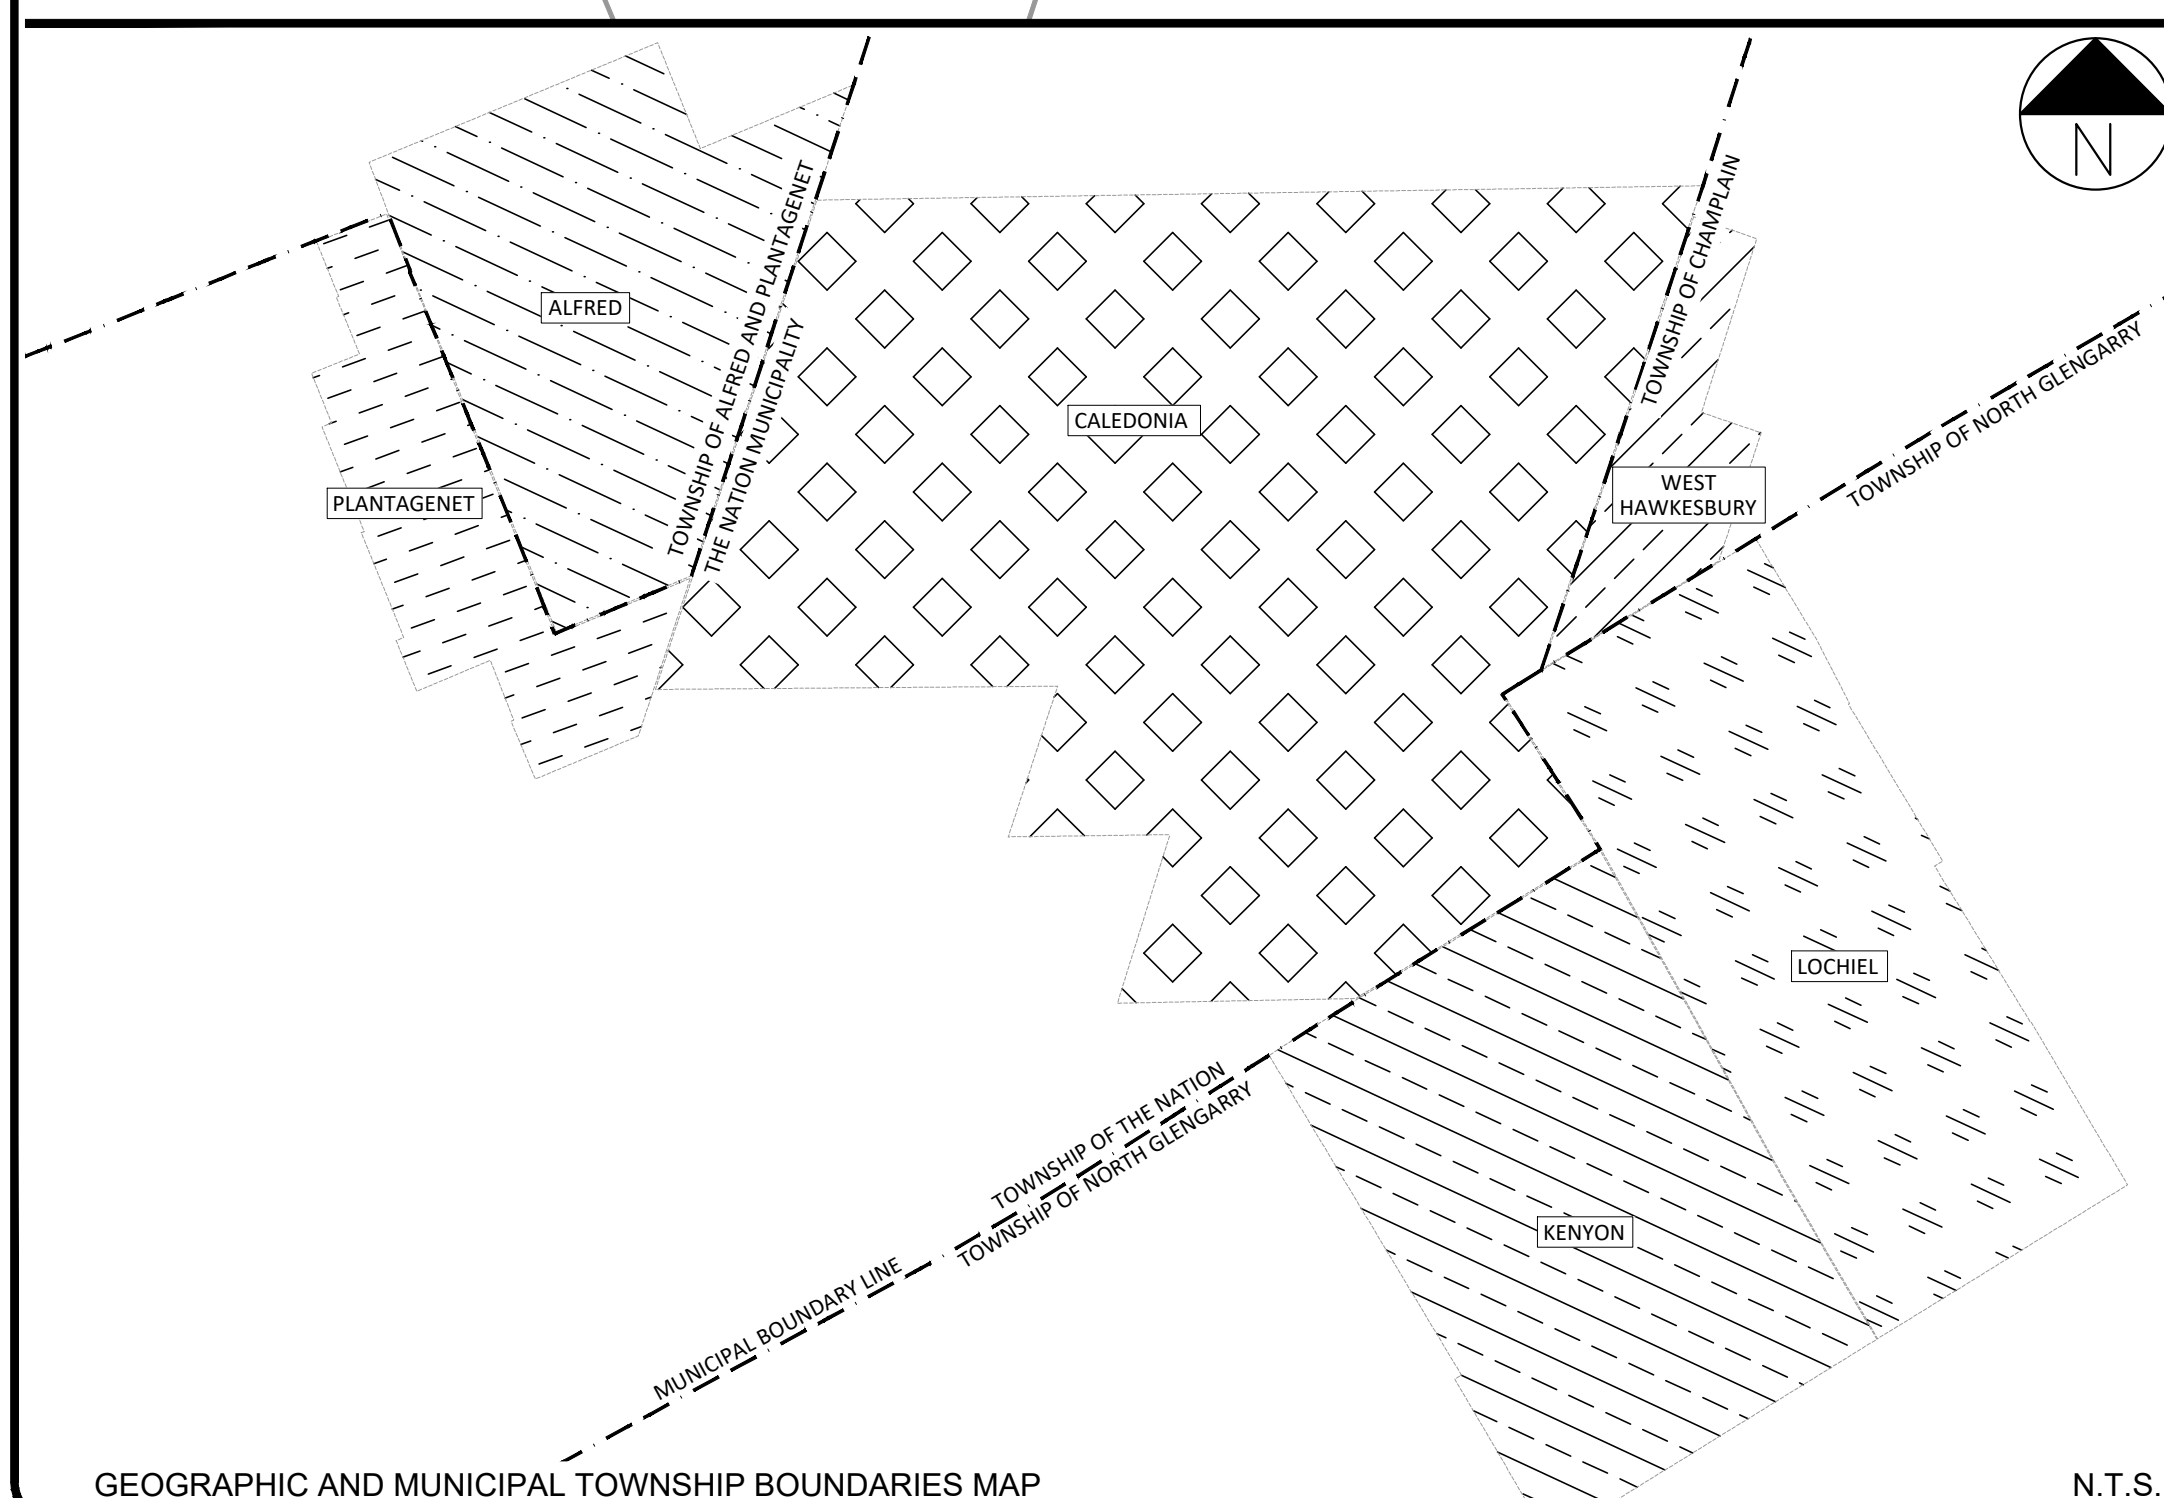 N
TOWNSHIP OF ALFRED AND PLANTAGENET
THE NATION MUNICIPALITY
TOWNSHIP OF CHAMPLAIN
ALFRED
TOWNSHIP OF NORTH GLENGARRY
CALEDONIA
PLANTAGENET
WEST
HAWKESBURY
LOCHIEL
TOWNSHIP OF THE NATION
TOWNSHIP OF NORTH GLENGARRY
KENYON
MUNICIPAL BOUNDARY LINE
GEOGRAPHIC AND MUNICIPAL TOWNSHIP BOUNDARIES MAP
N.T.S.